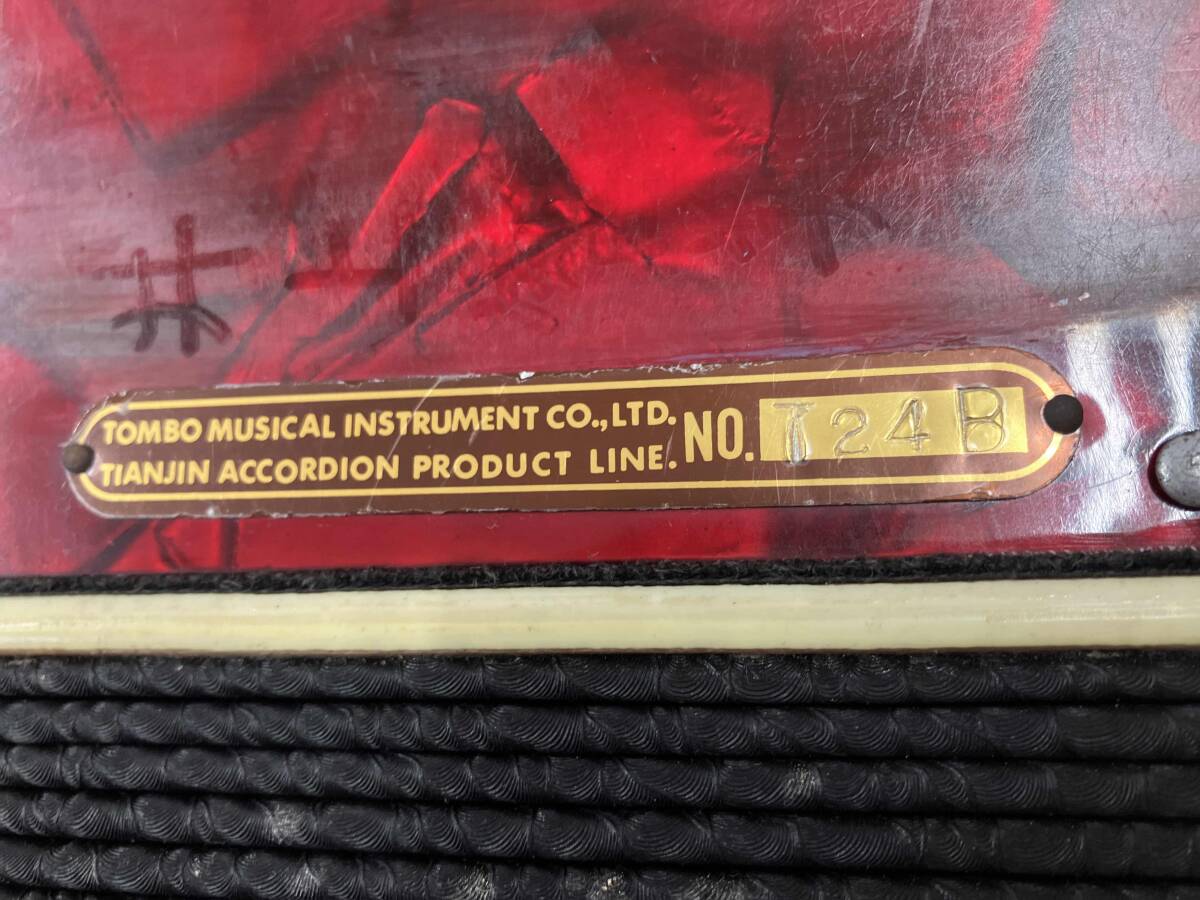 TOMBO MUSICAL INSTRUMENT CO.,LTD.
TIANJIN ACCORDION PRODUCT LINE.
NO. T24B